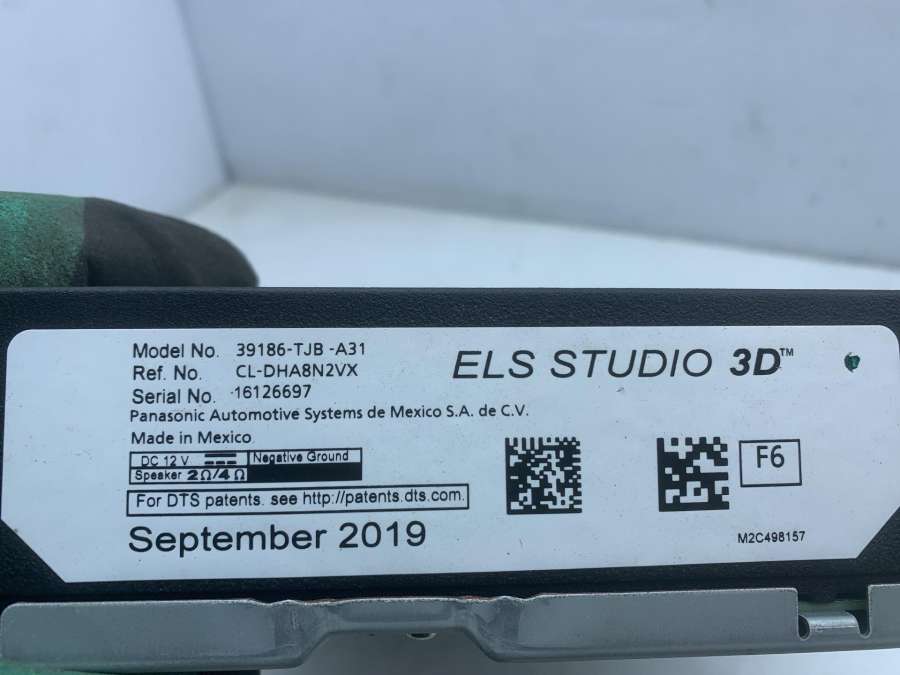 Model No. 39186-TJB -A31
Ref. No. CL-DHA8N2VX
Serial No. 16126697
ELS STUDIO 3D™
Panasonic Automotive Systems de Mexico S.A. de C.V.
Made in Mexico
DC 12 V Negative Ground
Speaker 2Ω/4Ω
For DTS patents. see http://patents.dts.com.
F6
September 2019
M2C498157